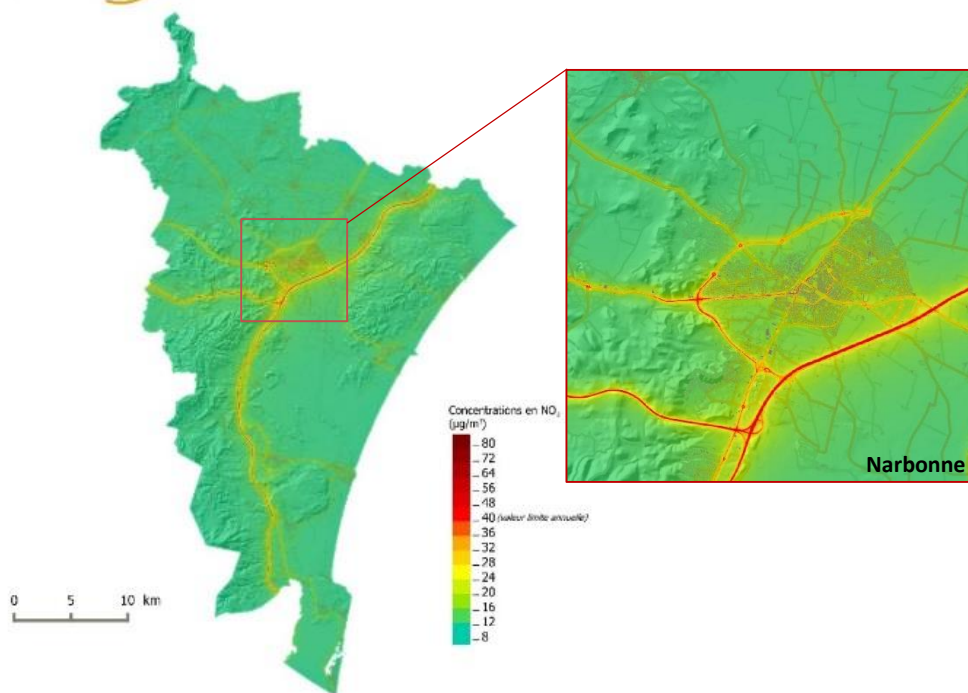 Concentrations en NO₂
(µg/m³)
80
72
64
56
48
40 (valeur limite annuelle)
36
32
28
24
20
16
12
8
0 5 10 km
Narbonne